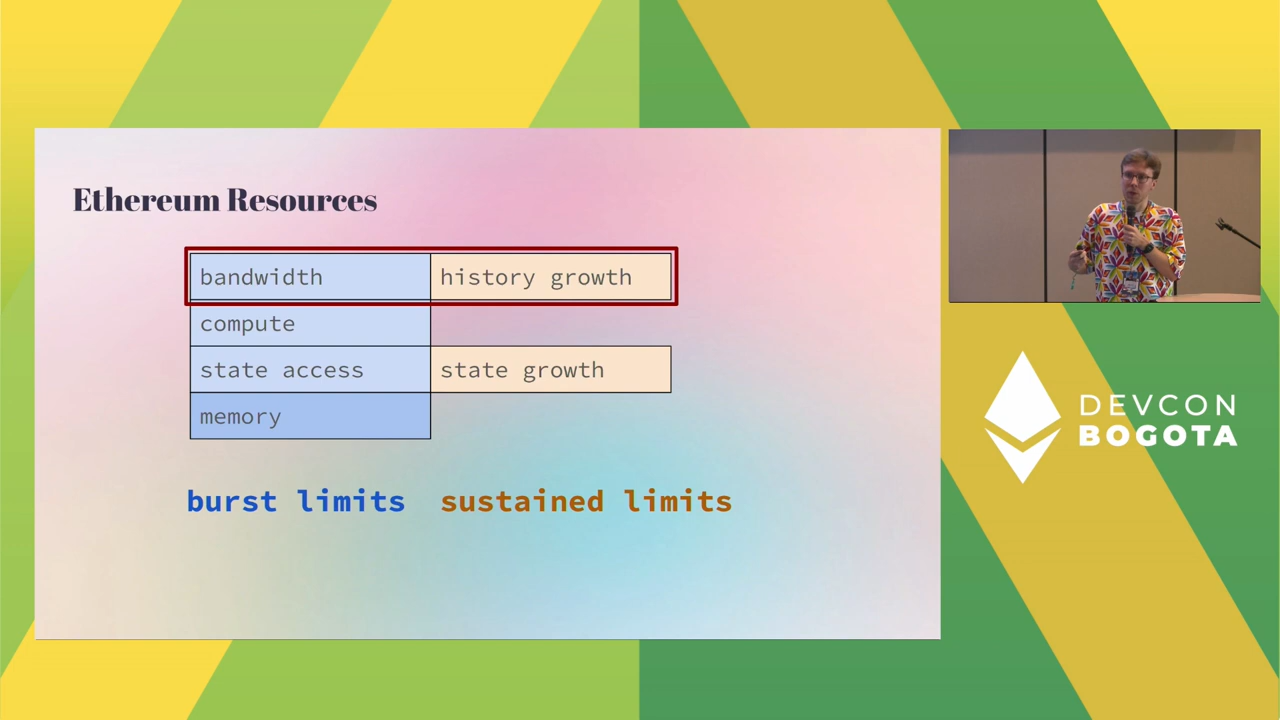 Ethereum Resources
bandwidth history growth
compute
state access state growth
memory
burst limits sustained limits
DEVCON
BOGOTA